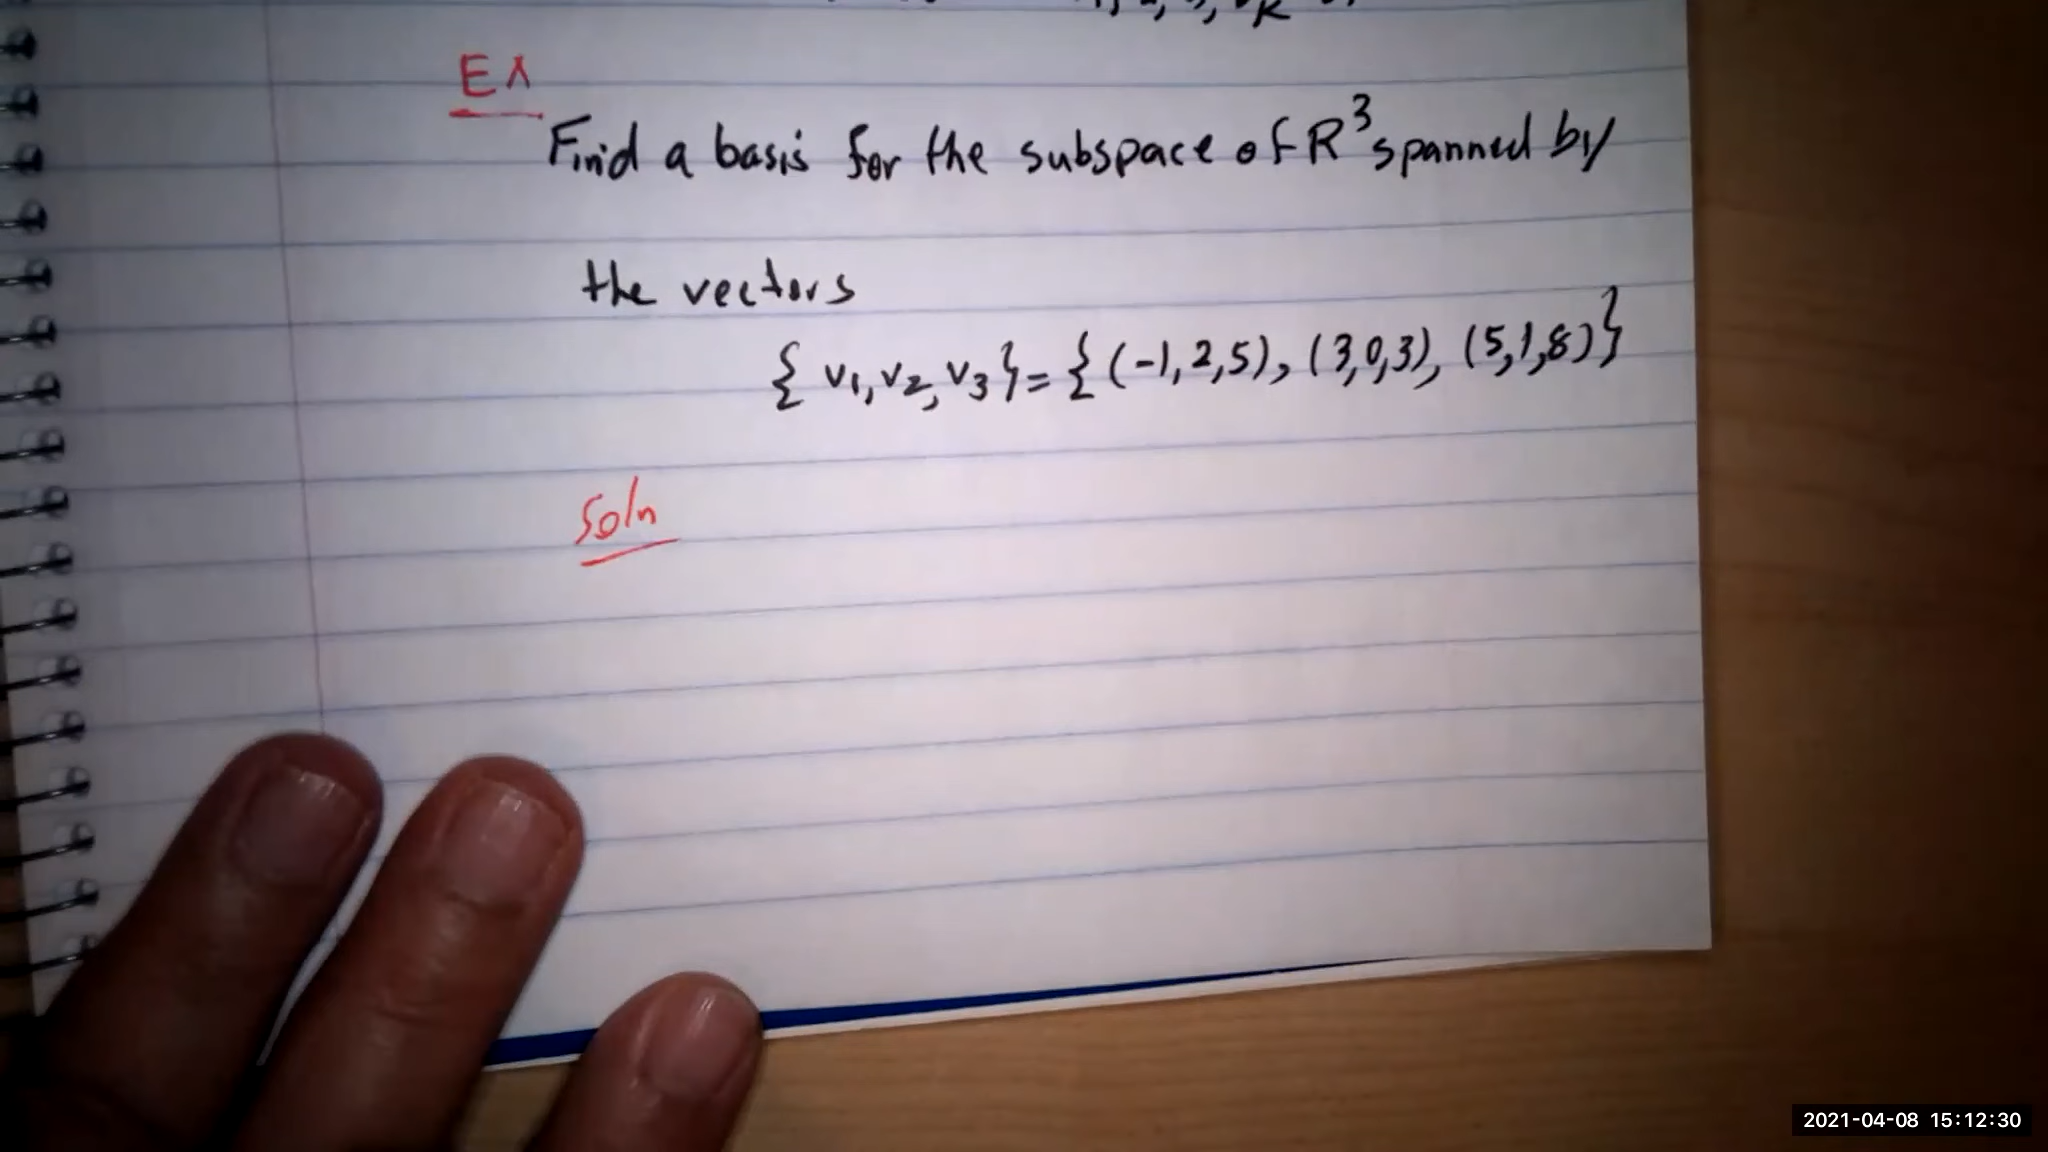 EX
Find a basis for the subspace of R³ spanned by
the vectors
{ v₁, v₂, v₃ } = { (-1, 2, 5), (3, 0, 3), (5, 1, 8) }
Soln
2021-04-08 15:12:30